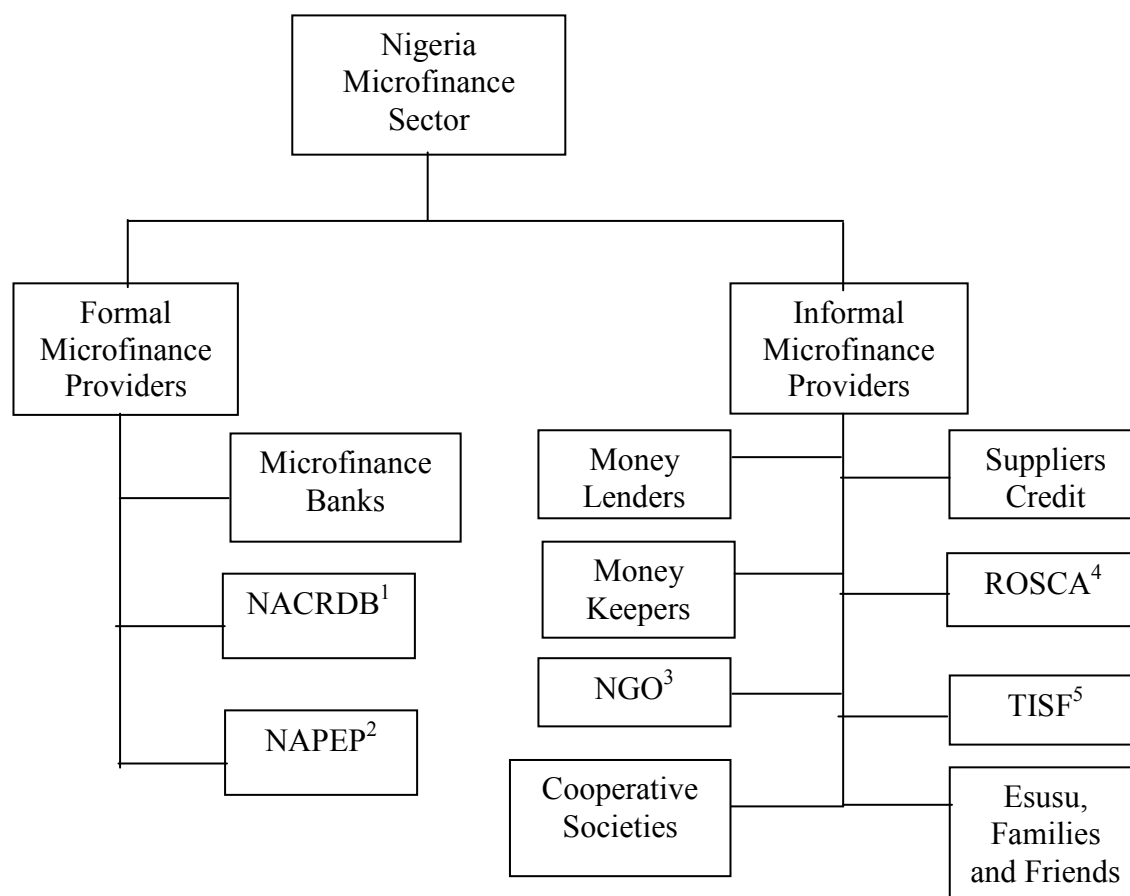 Nigeria
Microfinance
Sector
Formal
Microfinance
Providers
Informal
Microfinance
Providers
Microfinance
Banks
NACRDB1
NAPEP2
Money
Lenders
Money
Keepers
NGO3
Cooperative
Societies
Suppliers
Credit
ROSCA4
TISF5
Esusu,
Families
and Friends